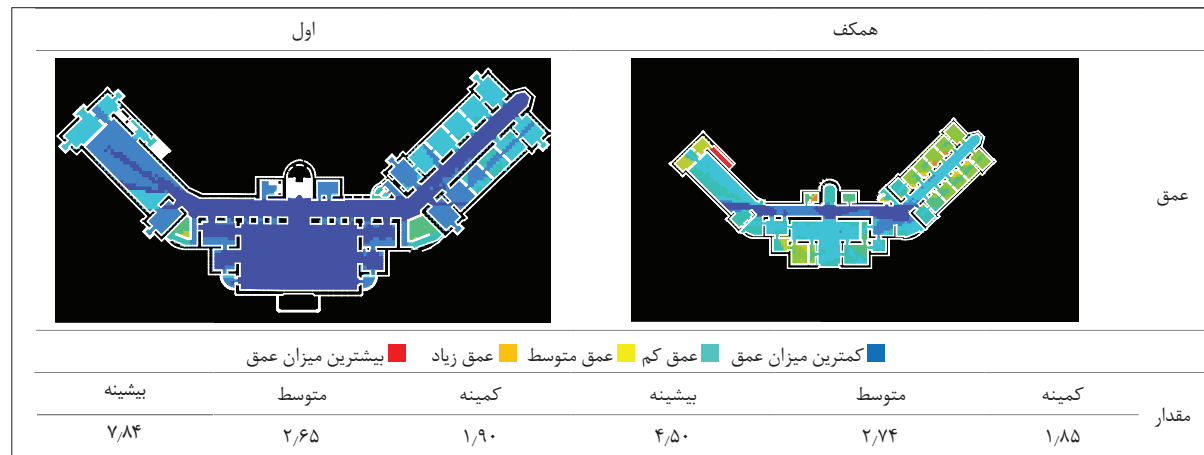 همکف اول
عمق
کمترین میزان عمق عمق کم عمق متوسط عمق زیاد بیشترین میزان عمق
مقدار
کمینه متوسط بیشینه کمینه متوسط بیشینه
۱٫۸۵ ۲٫۷۴ ۴٫۵۰ ۱٫۹۰ ۲٫۶۵ ۷٫۸۴